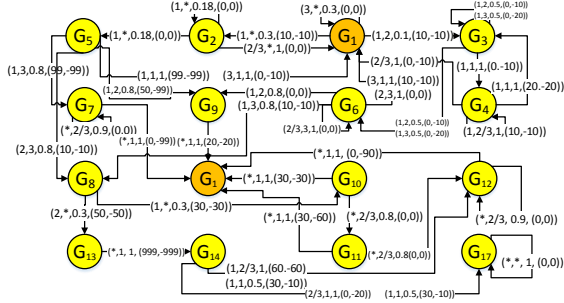 (1,*,0.18,(0,0))
(3,*,0.3,(0,0))
(1,2,0.5,(0,-10))
(1,3,0.5,(0,-20))
G5
(1,*,0.18,(0,0))
G2
(1,*,0.3,(10,-10))
(2/3,*,1,(0,0))
G1
(1,2,0.1,(10,-10))
G3
(2/3,1,(0,-10))
(1,1,1,(0,-10))
(1,3,0.8,(99,-99))
(1,1,1,(99.-99))
(3,1,1,(0,-10))
(3,1,1,(10,-10))
(1,1,1,(20.-20))
(1,2,0.8,(50,-99))
(1,2,0.8,(0,0))
(2,3,1,(0,0))
G7
G9
(1,3,0.8,(10,-10))
G6
G4
(*,2/3,0.9,(0.0))
(2/3,3,1,(0,0))
(1,2,0.5,(0,-10))
(1,3,0.5,(0,-20))
(1,2/3,1,(10,-10))
(*,1,1,(0,-99))
(*,1,1,(20,-20))
(2,3,0.8,(10,-10))
(*,1,1, (0,-90))
G8
G1
(*,1,1,(30,-30))
G10
G12
(2,*,0.3,(50,-50))
(1,*,0.3,(30,-30))
(*,1,1,(30,-60))
(*,2/3,0.8,(0,0))
(*,2/3, 0.9, (0,0))
G13
(*,1, 1, (999,-999))
G14
G11
(*,2/3,0.8(0,0))
G17
(*,*, 1, (0,0))
(1,2/3,1,(60.-60))
(1,1,0.5,(30,-10))
(2/3,1,1,(0,-20))
(1,1,0.5,(30,-10))